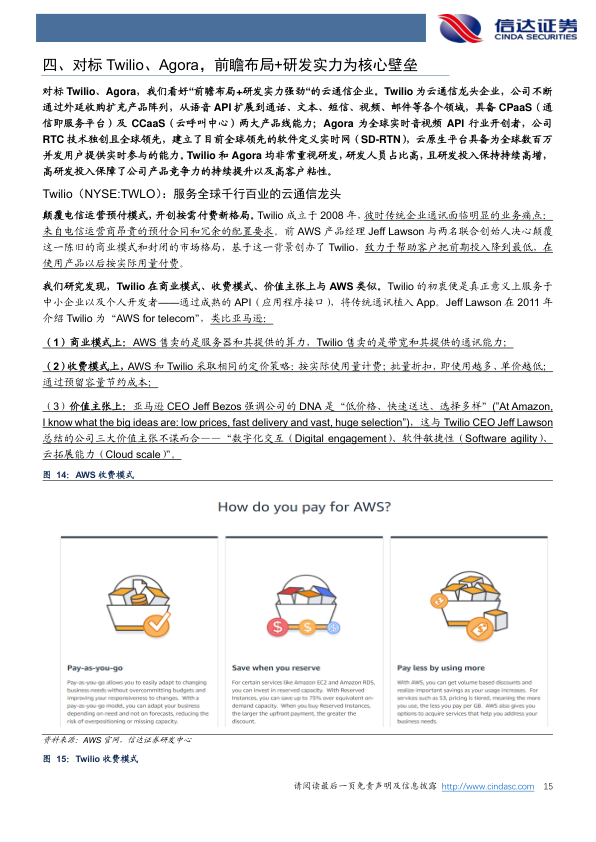 信达证券
CINDA SECURITIES
四、对标 Twilio、Agora，前瞻布局+研发实力为核心壁垒
对标 Twilio、Agora，我们看好“前瞻布局+研发实力强劲“的云通信企业。Twilio 为云通信龙头企业，公司不断
通过外延收购扩充产品阵列，从语音 API 扩展到通话、文本、短信、视频、邮件等各个领域，具备 CPaaS（通
信即服务平台）及 CCaaS（云呼叫中心）两大产品线能力；Agora 为全球实时音视频 API 行业开创者，公司
RTC 技术独创且全球领先，建立了目前全球领先的软件定义实时网（SD-RTN），云原生平台具备为全球数百万
并发用户提供实时参与的能力。Twilio 和 Agora 均非常重视研发，研发人员占比高，且研发投入保持持续高增，
高研发投入保障了公司产品竞争力的持续提升以及高客户粘性。
Twilio（NYSE:TWLO）：服务全球千行百业的云通信龙头
颠覆电信运营预付模式，开创按需付费新格局。Twilio 成立于 2008 年，彼时传统企业通讯面临明显的业务痛点：
来自电信运营商昂贵的预付合同和冗余的配置要求。前 AWS 产品经理 Jeff Lawson 与两名联合创始人决心颠覆
这一陈旧的商业模式和封闭的市场格局，基于这一背景创办了 Twilio，致力于帮助客户把前期投入降到最低，在
使用产品以后按实际用量付费。
我们研究发现，Twilio 在商业模式、收费模式、价值主张上与 AWS 类似。Twilio 的初衷便是真正意义上服务于
中小企业以及个人开发者——通过成熟的 API（应用程序接口），将传统通讯植入 App。Jeff Lawson 在 2011 年
介绍 Twilio 为“AWS for telecom”，类比亚马逊：
（1）商业模式上：AWS 售卖的是服务器和其提供的算力，Twilio 售卖的是带宽和其提供的通讯能力；
（2）收费模式上，AWS 和 Twilio 采取相同的定价策略：按实际使用量计费；批量折扣，即使用越多，单价越低；
通过预留容量节约成本；
（3）价值主张上：亚马逊 CEO Jeff Bezos 强调公司的 DNA 是“低价格、快速送达、选择多样”("At Amazon,
I know what the big ideas are: low prices, fast delivery and vast, huge selection”)，这与 Twilio CEO Jeff Lawson
总结的公司三大价值主张不谋而合——“数字化交互（Digital engagement）、软件敏捷性（Software agility）、
云拓展能力（Cloud scale）”。
图 14：AWS 收费模式
How do you pay for AWS?
Pay-as-you-go
Pay-as-you-go allows you to easily adapt to changing
business needs without overcommitting budgets and
improving your responsiveness to changes. With a
pay-as-you-go model, you can adapt your business
depending on need and not on forecasts, reducing the
risk of overpositioning or missing capacity.
Save when you reserve
For certain services like Amazon EC2 and Amazon RDS,
you can invest in reserved capacity. With Reserved
Instances, you can save up to 75% over equivalent on-
demand capacity. When you buy Reserved Instances,
the larger the upfront payment, the greater the
discount.
Pay less by using more
With AWS, you can get volume based discounts and
realize important savings as your usage increases. For
services such as S3, pricing is tiered, meaning the more
you use, the less you pay per GB. AWS also gives you
options to acquire services that help you address your
business needs.
资料来源：AWS 官网，信达证券研发中心
图 15：Twilio 收费模式
请阅读最后一页免责声明及信息披露 http://www.cindasc.com 15